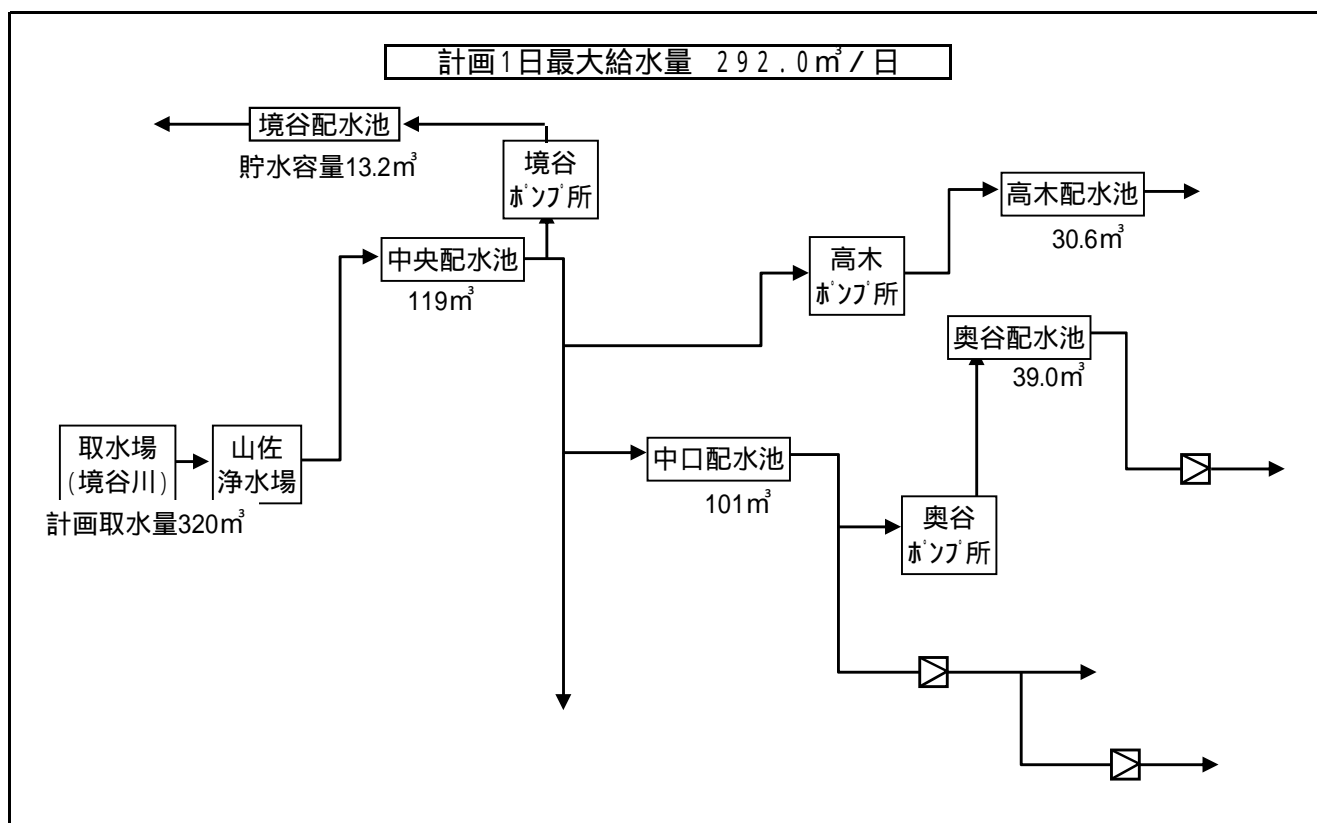 計画1日最大給水量 292.0㎥/日
境谷配水池
貯水容量13.2㎥
境谷
ﾎﾟﾝﾌﾟ所
高木配水池
30.6㎥
中央配水池
119㎥
高木
ﾎﾟﾝﾌﾟ所
奥谷配水池
39.0㎥
取水場
(境谷川)
計画取水量320㎥
山佐
浄水場
中口配水池
101㎥
奥谷
ﾎﾟﾝﾌﾟ所